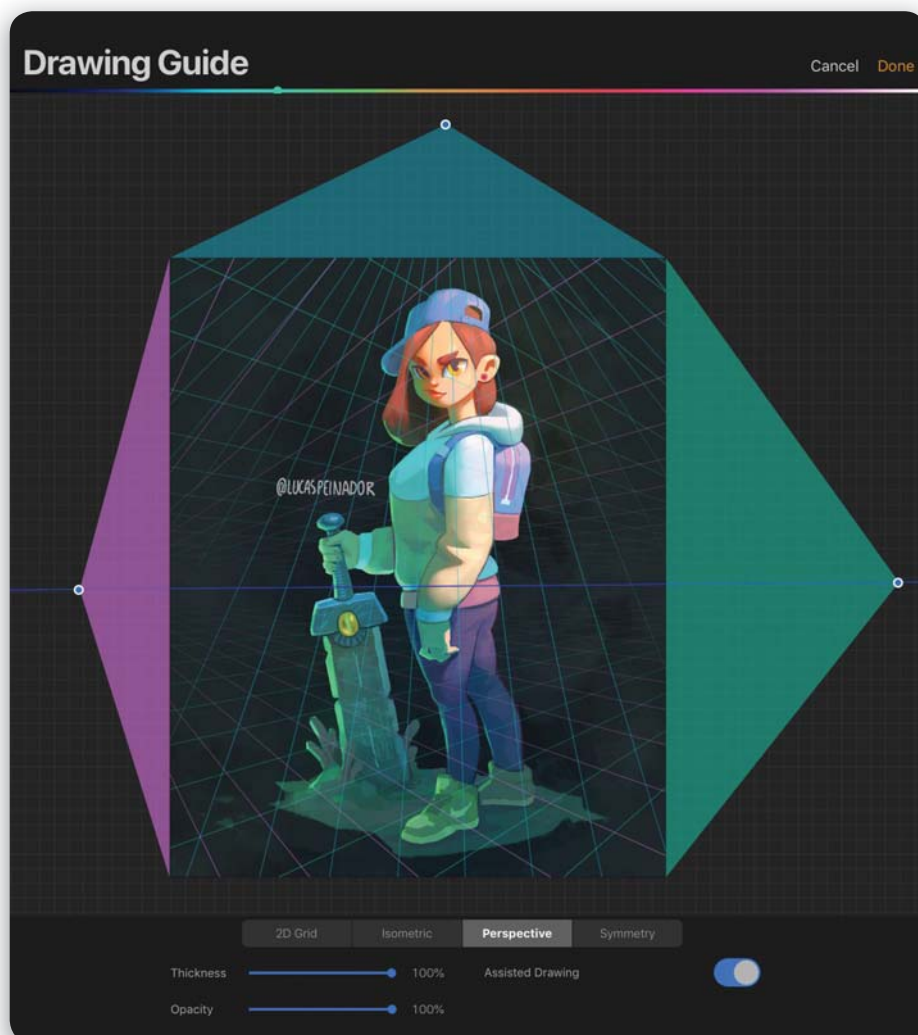 Drawing Guide
Cancel Done
@LUCASPEINADOR
2D Grid Isometric Perspective Symmetry
Thickness 100% Assisted Drawing
Opacity 100%